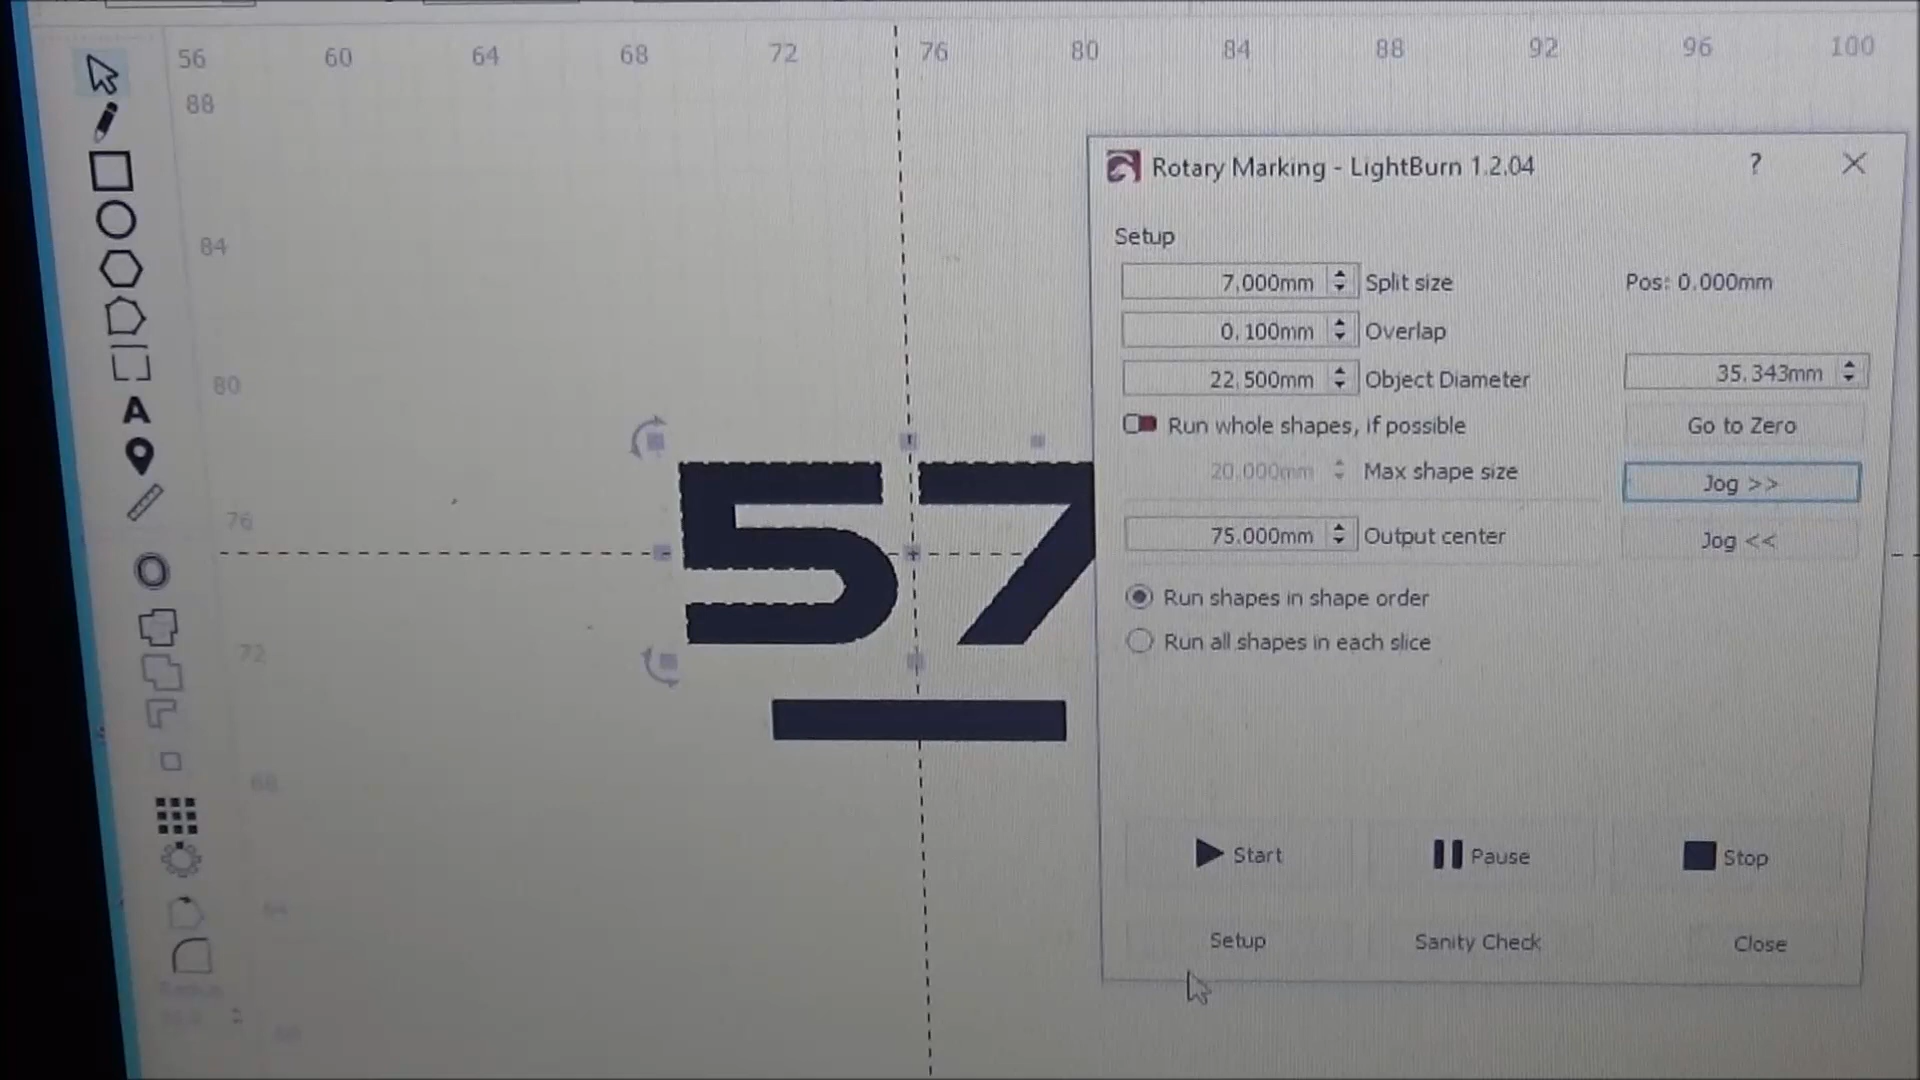 56 60 64 68 72 76 80 84 88 92 96 100
88
84
80
76
72
68
64
60
A
57
Rotary Marking - LightBurn 1.2.04 ?
Setup
7.000mm Split size
0.100mm Overlap
22.500mm Object Diameter
Run whole shapes, if possible
20.000mm Max shape size
75.000mm Output center
Run shapes in shape order
Run all shapes in each slice
Pos: 0.000mm
35.343mm
Go to Zero
Jog >>
Jog <<
Start Pause Stop
Setup Sanity Check Close
Radius: